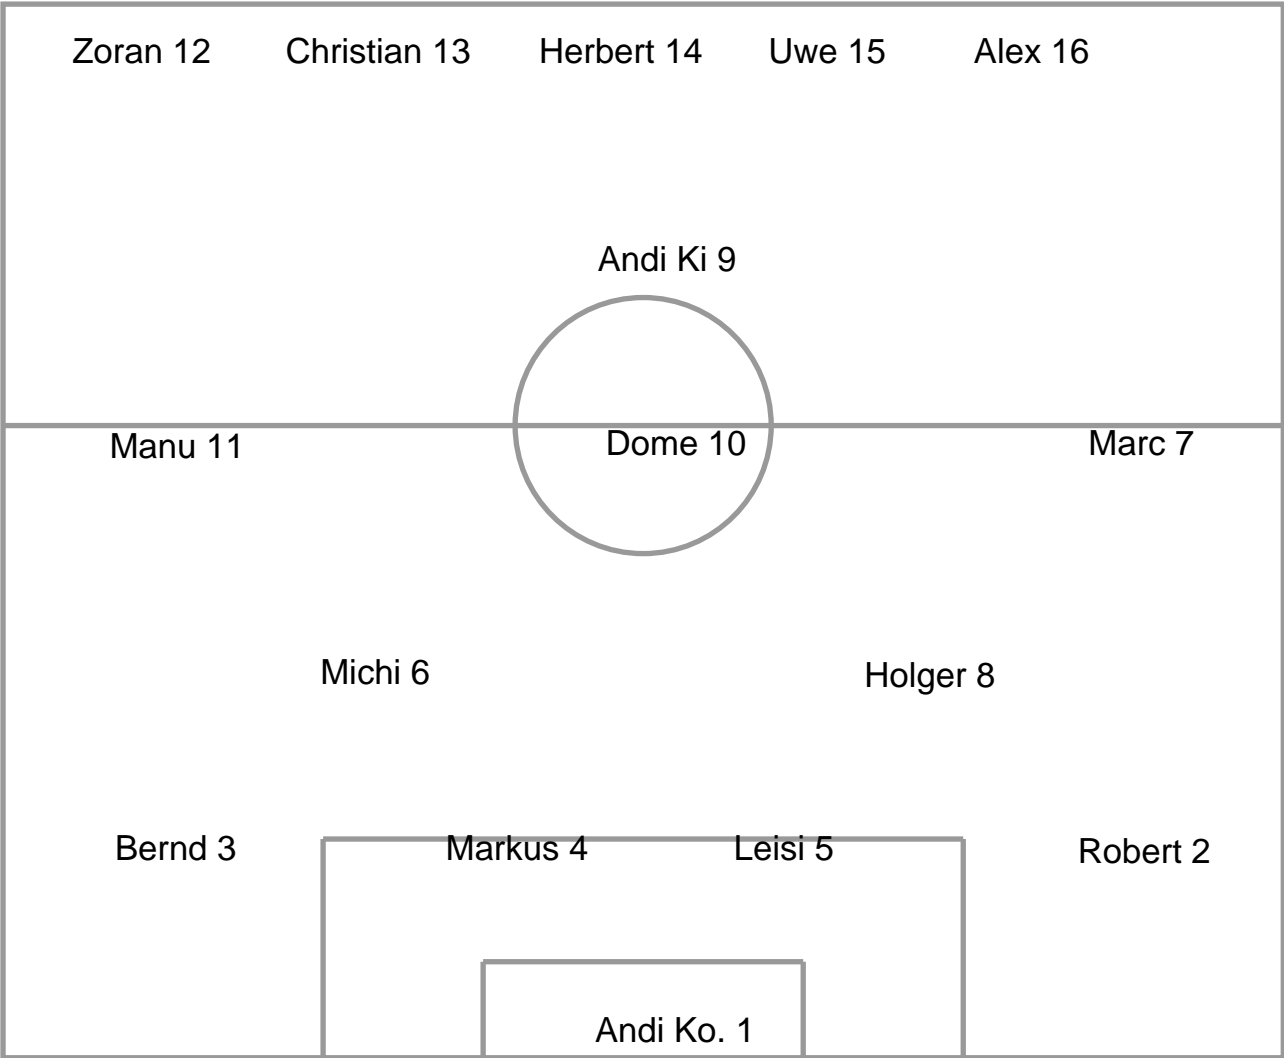 Zoran 12 Christian 13 Herbert 14 Uwe 15 Alex 16
Andi Ki 9
Manu 11 Dome 10 Marc 7
Michi 6 Holger 8
Bernd 3 Markus 4 Leisi 5 Robert 2
Andi Ko. 1